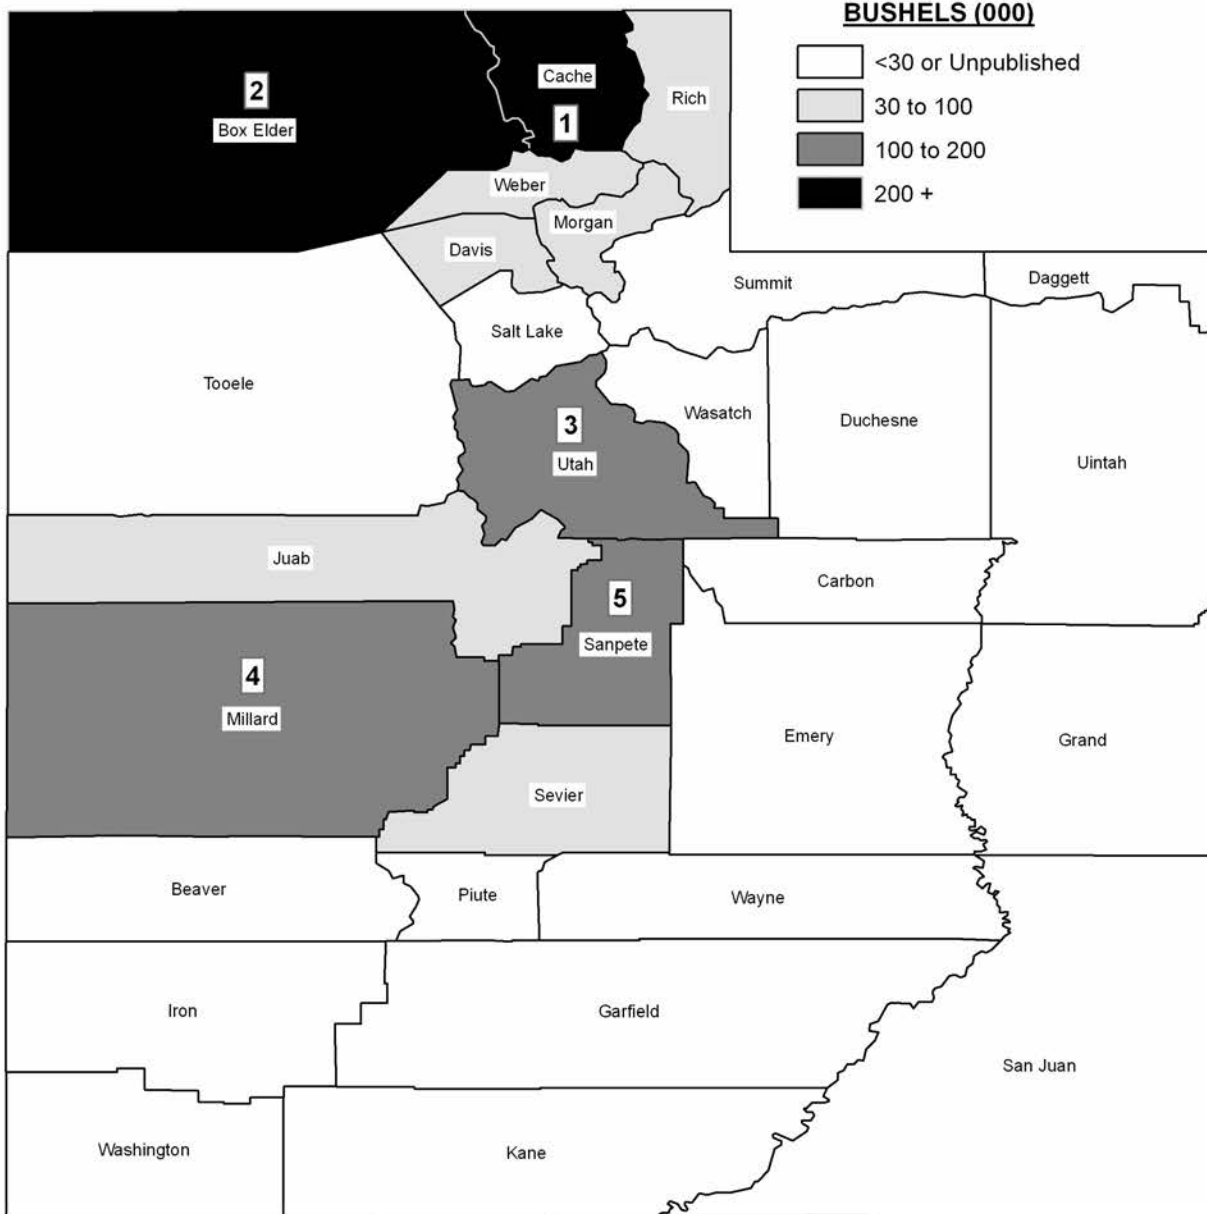 BUSHELS (000)
<30 or Unpublished
30 to 100
100 to 200
200 +
Cache
1
2
Box Elder
Rich
Weber
Morgan
Davis
Summit
Daggett
Salt Lake
Tooele
3
Utah
Wasatch
Duchesne
Uintah
Juab
Carbon
5
Sanpete
4
Millard
Emery
Grand
Sevier
Beaver
Piute
Wayne
Iron
Garfield
San Juan
Washington
Kane